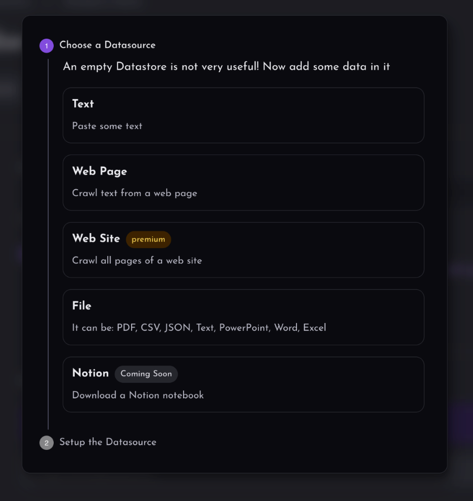 1 Choose a Datasource
An empty Datastore is not very useful! Now add some data in it
Text
Paste some text
Web Page
Crawl text from a web page
Web Site premium
Crawl all pages of a web site
File
It can be: PDF, CSV, JSON, Text, PowerPoint, Word, Excel
Notion Coming Soon
Download a Notion notebook
2 Setup the Datasource